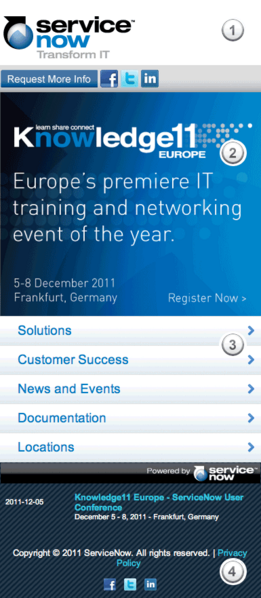 service™
now
Transform IT
1
Request More Info
f t in
learn share connect
Knowledge11
EUROPE
2
Europe's premiere IT
training and networking
event of the year.
5-8 December 2011
Frankfurt, Germany
Register Now >
Solutions
3
Customer Success
News and Events
Documentation
Locations
Powered by service
now
2011-12-05
Knowledge11 Europe - ServiceNow User
Conference
December 5 - 8, 2011 - Frankfurt, Germany
Copyright © 2011 ServiceNow. All rights reserved. | Privacy
Policy
4
f t in